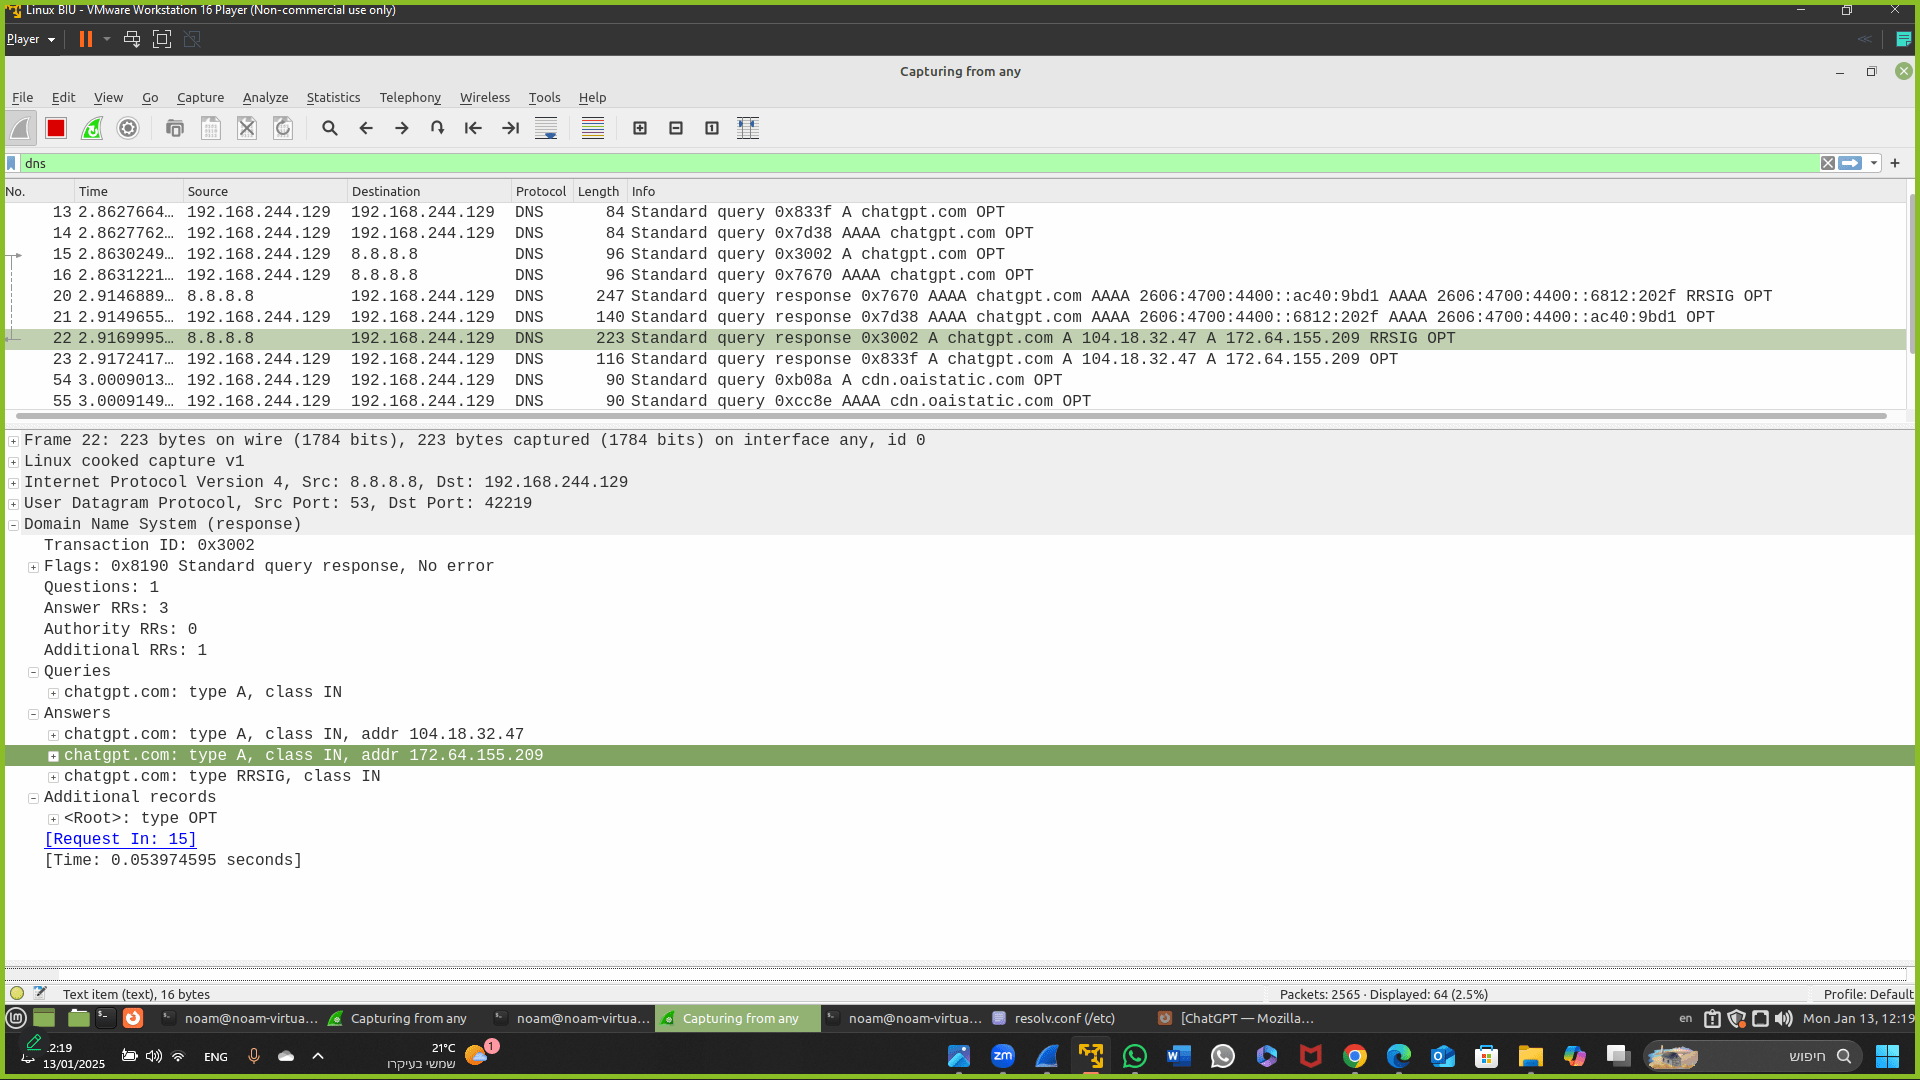 Linux BIU - VMware Workstation 16 Player (Non-commercial use only)
Player
Capturing from any
File Edit View Go Capture Analyze Statistics Telephony Wireless Tools Help
dns
No. Time Source Destination Protocol Length Info
13 2.8627664… 192.168.244.129 192.168.244.129 DNS 84 Standard query 0x833f A chatgpt.com OPT
14 2.8627762… 192.168.244.129 192.168.244.129 DNS 84 Standard query 0x7d38 AAAA chatgpt.com OPT
15 2.8630249… 192.168.244.129 8.8.8.8 DNS 96 Standard query 0x3002 A chatgpt.com OPT
16 2.8631221… 192.168.244.129 8.8.8.8 DNS 96 Standard query 0x7670 AAAA chatgpt.com OPT
20 2.9146889… 8.8.8.8 192.168.244.129 DNS 247 Standard query response 0x7670 AAAA chatgpt.com AAAA 2606:4700:4400::ac40:9bd1 AAAA 2606:4700:4400::6812:202f RRSIG OPT
21 2.9149655… 192.168.244.129 192.168.244.129 DNS 140 Standard query response 0x7d38 AAAA chatgpt.com AAAA 2606:4700:4400::6812:202f AAAA 2606:4700:4400::ac40:9bd1 OPT
22 2.9169995… 8.8.8.8 192.168.244.129 DNS 223 Standard query response 0x3002 A chatgpt.com A 104.18.32.47 A 172.64.155.209 RRSIG OPT
23 2.9172417… 192.168.244.129 192.168.244.129 DNS 116 Standard query response 0x833f A chatgpt.com A 104.18.32.47 A 172.64.155.209 OPT
54 3.0009013… 192.168.244.129 192.168.244.129 DNS 90 Standard query 0xb08a A cdn.oaistatic.com OPT
55 3.0009149… 192.168.244.129 192.168.244.129 DNS 90 Standard query 0xcc8e AAAA cdn.oaistatic.com OPT
Frame 22: 223 bytes on wire (1784 bits), 223 bytes captured (1784 bits) on interface any, id 0
Linux cooked capture v1
Internet Protocol Version 4, Src: 8.8.8.8, Dst: 192.168.244.129
User Datagram Protocol, Src Port: 53, Dst Port: 42219
Domain Name System (response)
Transaction ID: 0x3002
Flags: 0x8190 Standard query response, No error
Questions: 1
Answer RRs: 3
Authority RRs: 0
Additional RRs: 1
Queries
chatgpt.com: type A, class IN
Answers
chatgpt.com: type A, class IN, addr 104.18.32.47
chatgpt.com: type A, class IN, addr 172.64.155.209
chatgpt.com: type RRSIG, class IN
Additional records
<Root>: type OPT
[Request In: 15]
[Time: 0.053974595 seconds]
Text item (text), 16 bytes Packets: 2565 · Displayed: 64 (2.5%) Profile: Default
noam@noam-virtua... Capturing from any noam@noam-virtua... Capturing from any noam@noam-virtua... resolv.conf (/etc) [ChatGPT — Mozilla... en Mon Jan 13, 12:19
12:19 ENG 21°C 1
13/01/2025 שמשי בעיקרו
zm
חיפוש